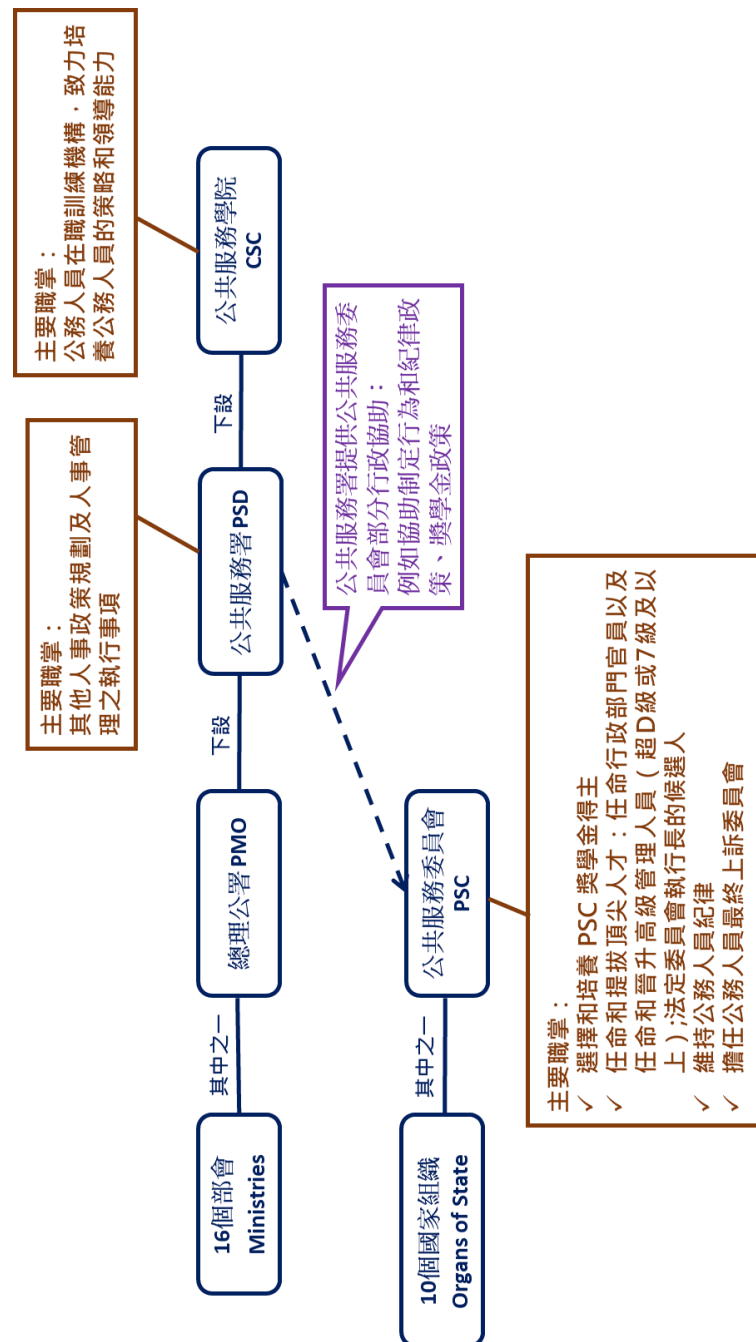 16個部會
Ministries
其中之一
總理公署 PMO
下設
公共服務署 PSD
下設
公共服務學院
CSC
主要職掌：
其他人事政策規劃及人事管
理之執行事項
主要職掌：
公務人員在職訓練機構，致力培
養公務人員的策略和領導能力
10個國家組織
Organs of State
其中之一
公共服務委員會
PSC
公共服務署提供公共服務委
員會部分行政協助：
例如協助制定行為和紀律政
策、獎學金政策
主要職掌：
✓ 選擇和培養 PSC 獎學金得主
✓ 任命和提拔頂尖人才：任命行政部門官員以及
任命和晉升高級管理人員（超D級或7級及以
上）;法定委員會執行長的候選人
✓ 維持公務人員紀律
✓ 擔任公務人員最終上訴委員會